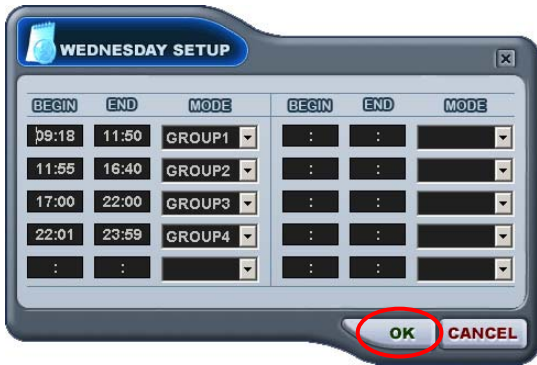 WEDNESDAY SETUP
BEGIN END MODE BEGIN END MODE
09:18 11:50 GROUP1 : :
11:55 16:40 GROUP2 : :
17:00 22:00 GROUP3 : :
22:01 23:59 GROUP4 : :
: : : :
OK CANCEL